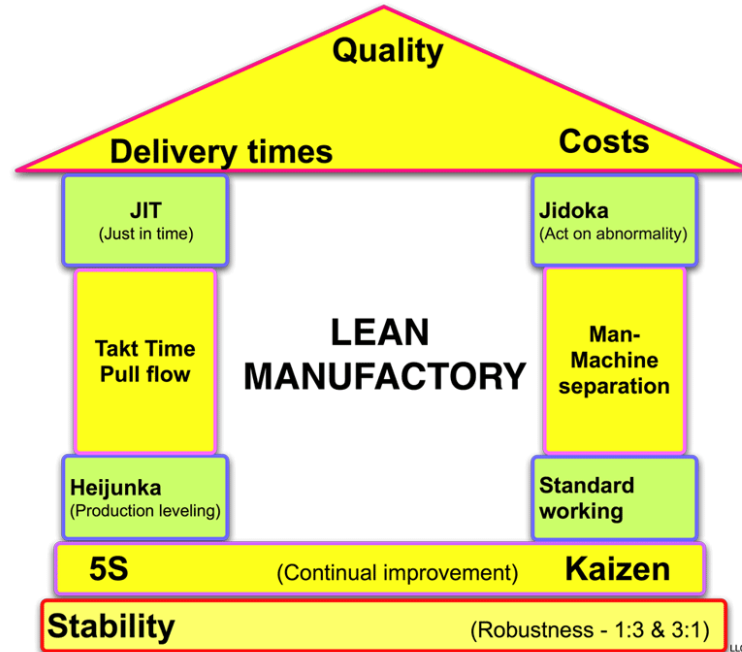 Quality
Delivery times
Costs
JIT
(Just in time)
Jidoka
(Act on abnormality)
Takt Time
Pull flow
LEAN
MANUFACTORY
Man-
Machine
separation
Heijunka
(Production leveling)
Standard
working
5S (Continual improvement) Kaizen
Stability (Robustness - 1:3 & 3:1)